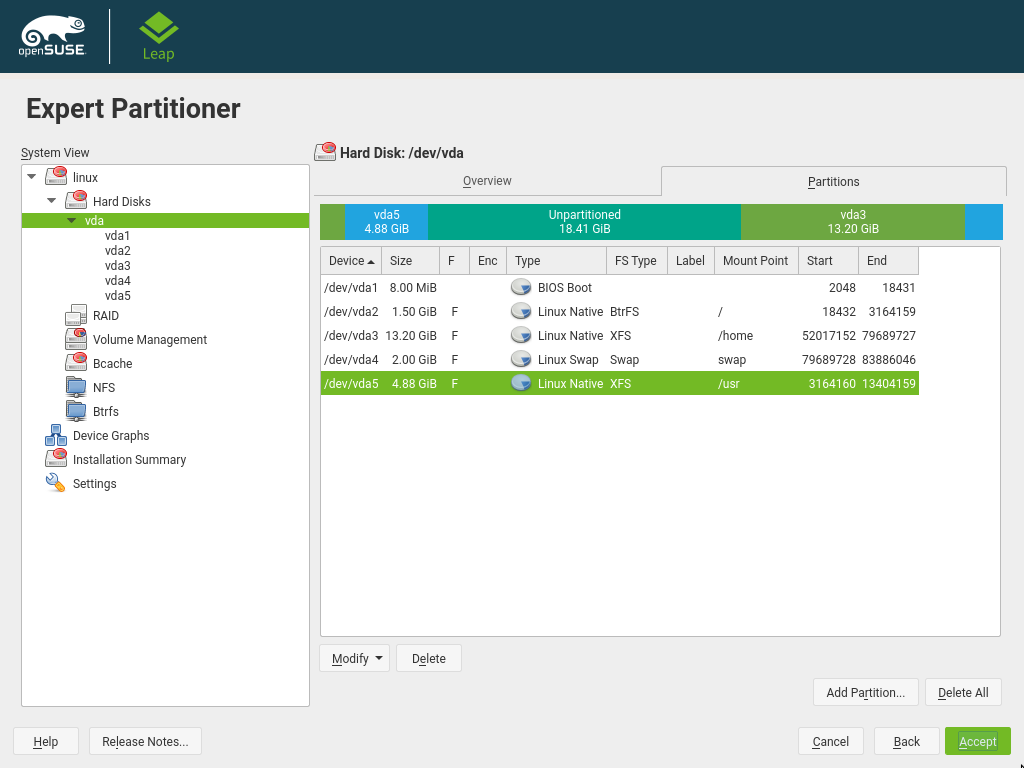 openSUSE
Leap
Expert Partitioner
System View
linux
Hard Disks
vda
vda1
vda2
vda3
vda4
vda5
RAID
Volume Management
Bcache
NFS
Btrfs
Device Graphs
Installation Summary
Settings
Hard Disk: /dev/vda
Overview Partitions
vda5 Unpartitioned vda3
4.88 GiB 18.41 GiB 13.20 GiB
Device Size F Enc Type FS Type Label Mount Point Start End
/dev/vda1 8.00 MiB BIOS Boot 2048 18431
/dev/vda2 1.50 GiB F Linux Native BtrFS / 18432 3164159
/dev/vda3 13.20 GiB F Linux Native XFS /home 52017152 79689727
/dev/vda4 2.00 GiB F Linux Swap Swap swap 79689728 83886046
/dev/vda5 4.88 GiB F Linux Native XFS /usr 3164160 13404159
Modify Delete
Add Partition... Delete All
Help Release Notes... Cancel Back Accept